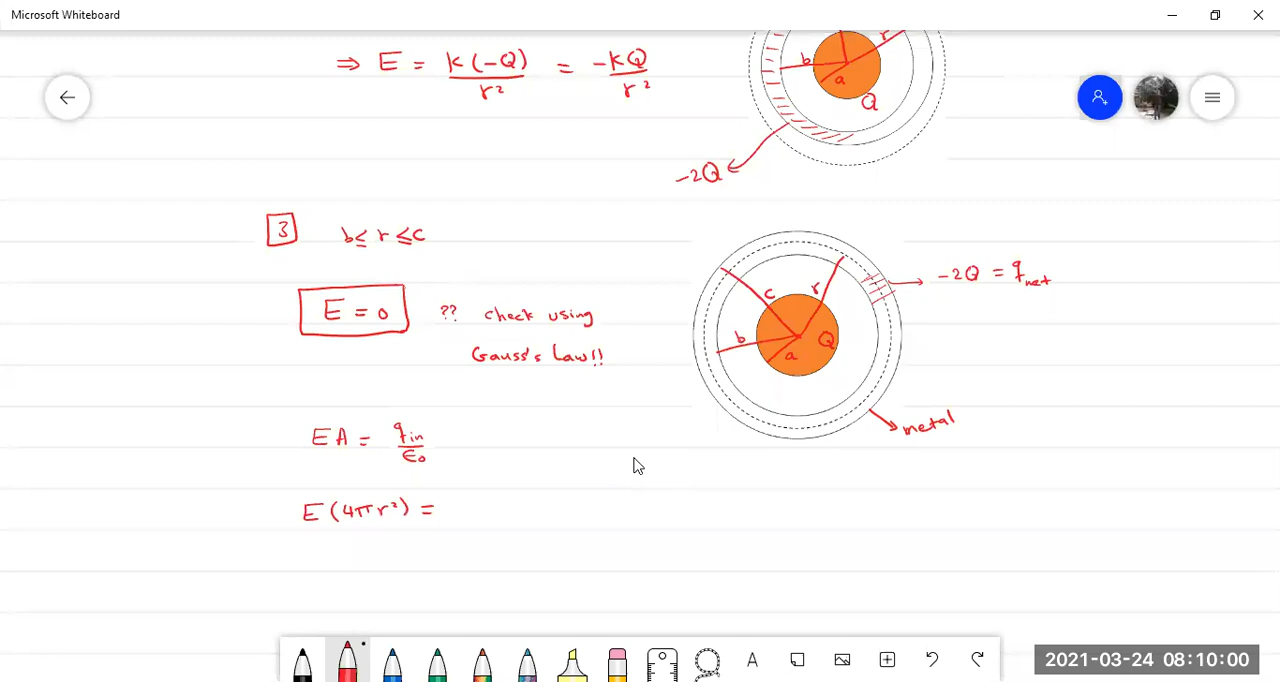 Microsoft Whiteboard
⇒ E = k(-Q)/r² = -kQ/r²
r
b
a
Q
-2Q
3 b ≤ r ≤ c
E = 0 ?? check using
Gauss's Law!!
-2Q = q_net
c
r
b
Q
a
metal
EA = q_in/ε₀
E(4πr²) =
A
2021-03-24 08:10:00